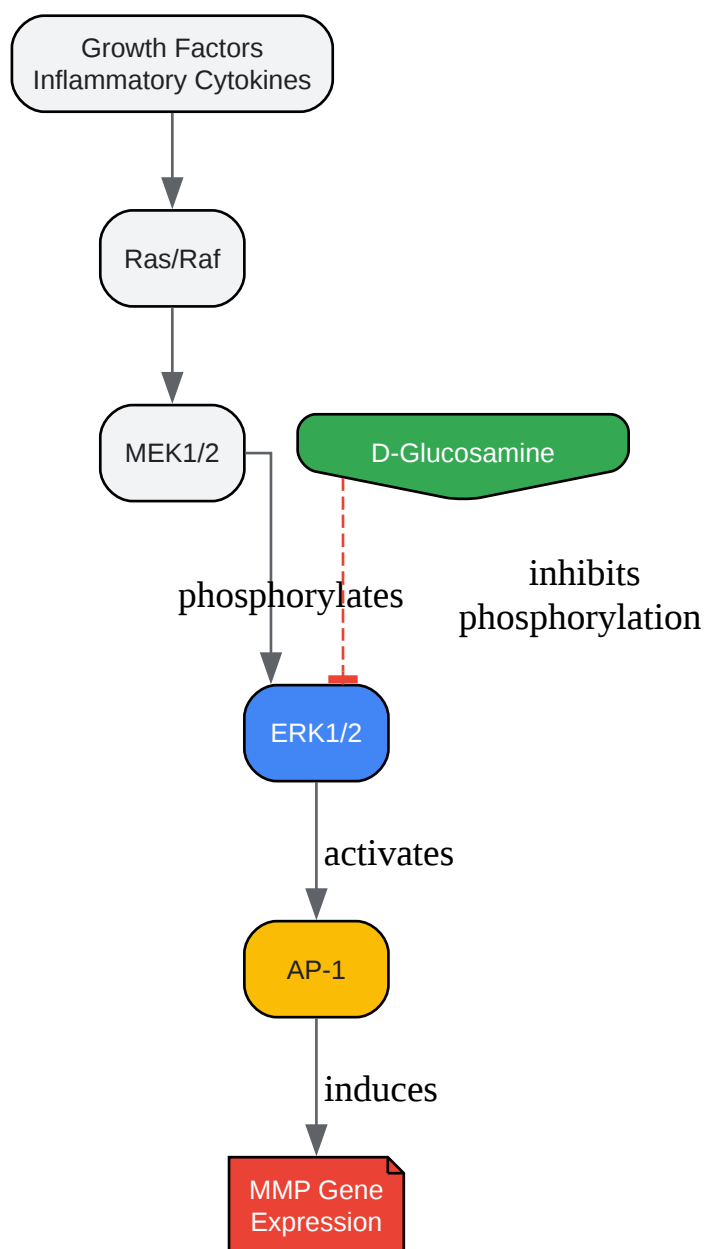 Growth Factors
Inflammatory Cytokines
Ras/Raf
MEK1/2
D-Glucosamine
phosphorylates
inhibits
phosphorylation
ERK1/2
activates
AP-1
induces
MMP Gene
Expression